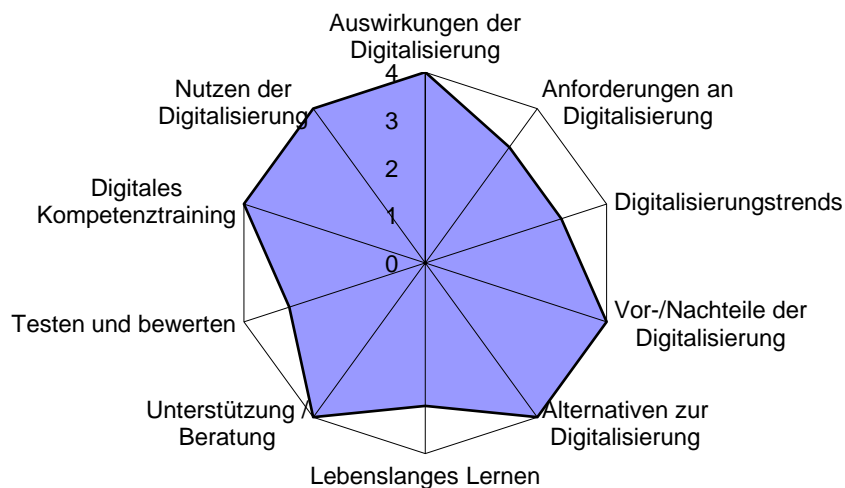 Auswirkungen der
Digitalisierung
Anforderungen an
Digitalisierung
Digitalisierungstrends
Vor-/Nachteile der
Digitalisierung
Alternativen zur
Digitalisierung
Lebenslanges Lernen
Unterstützung /
Beratung
Testen und bewerten
Digitales
Kompetenztraining
Nutzen der
Digitalisierung
4
3
2
1
0